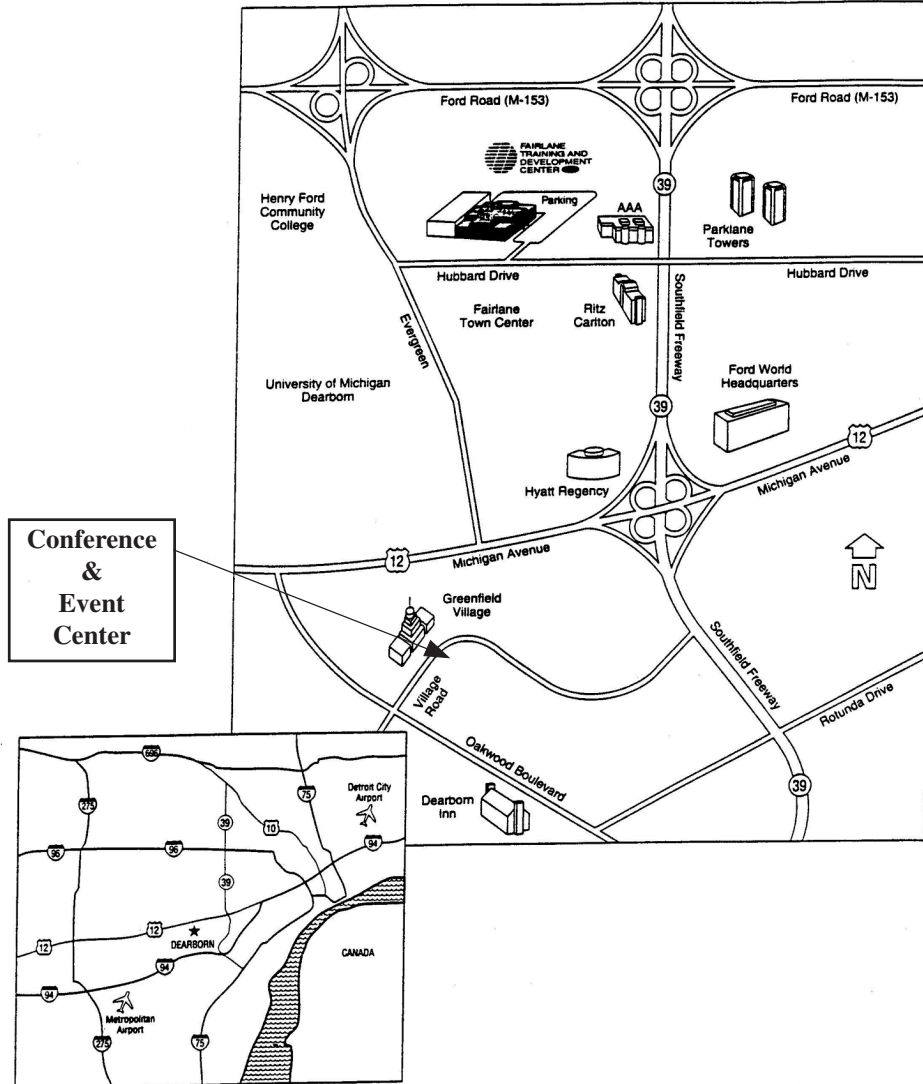 Ford Road (M-153)
Ford Road (M-153)
FAIRLANE
TRAINING AND
DEVELOPMENT
CENTER
Parking
39
AAA
Parklane
Towers
Henry Ford
Community
College
Hubbard Drive
Hubbard Drive
Evergreen
Fairlane
Town Center
Ritz
Carlton
Southfield Freeway
Ford World
Headquarters
University of Michigan
Dearborn
39
12
Michigan Avenue
Hyatt Regency
Conference
&
Event
Center
12
Michigan Avenue
N
Greenfield
Village
Village
Road
Southfield Freeway
Rotunda Drive
Oakwood Boulevard
39
Dearborn
Inn
696
275
75
Detroit City
Airport
39
10
94
96
96
39
12
12
DEARBORN
CANADA
94
94
Metropolitan
Airport
275
75